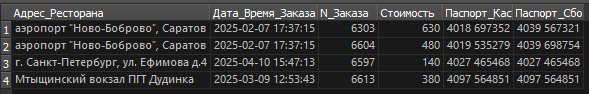 Адрес_Ресторана Дата_Время_Заказа N_Заказа Стоимость Паспорт_Кас Паспорт_Сбо
1 аэропорт "Ново-Боброво", Саратов 2025-02-07 17:37:15 6303 630 4018 697352 4039 567321
2 аэропорт "Ново-Боброво", Саратов 2025-02-07 17:37:15 6604 480 4019 535279 4039 698754
3 г. Санкт-Петербург, ул. Ефимова д.4 2025-04-10 15:47:13 6597 140 4027 465468 4027 465468
4 Мтыщинский вокзал ПГТ Дудинка 2025-03-09 12:53:43 6613 380 4097 564851 4097 564851